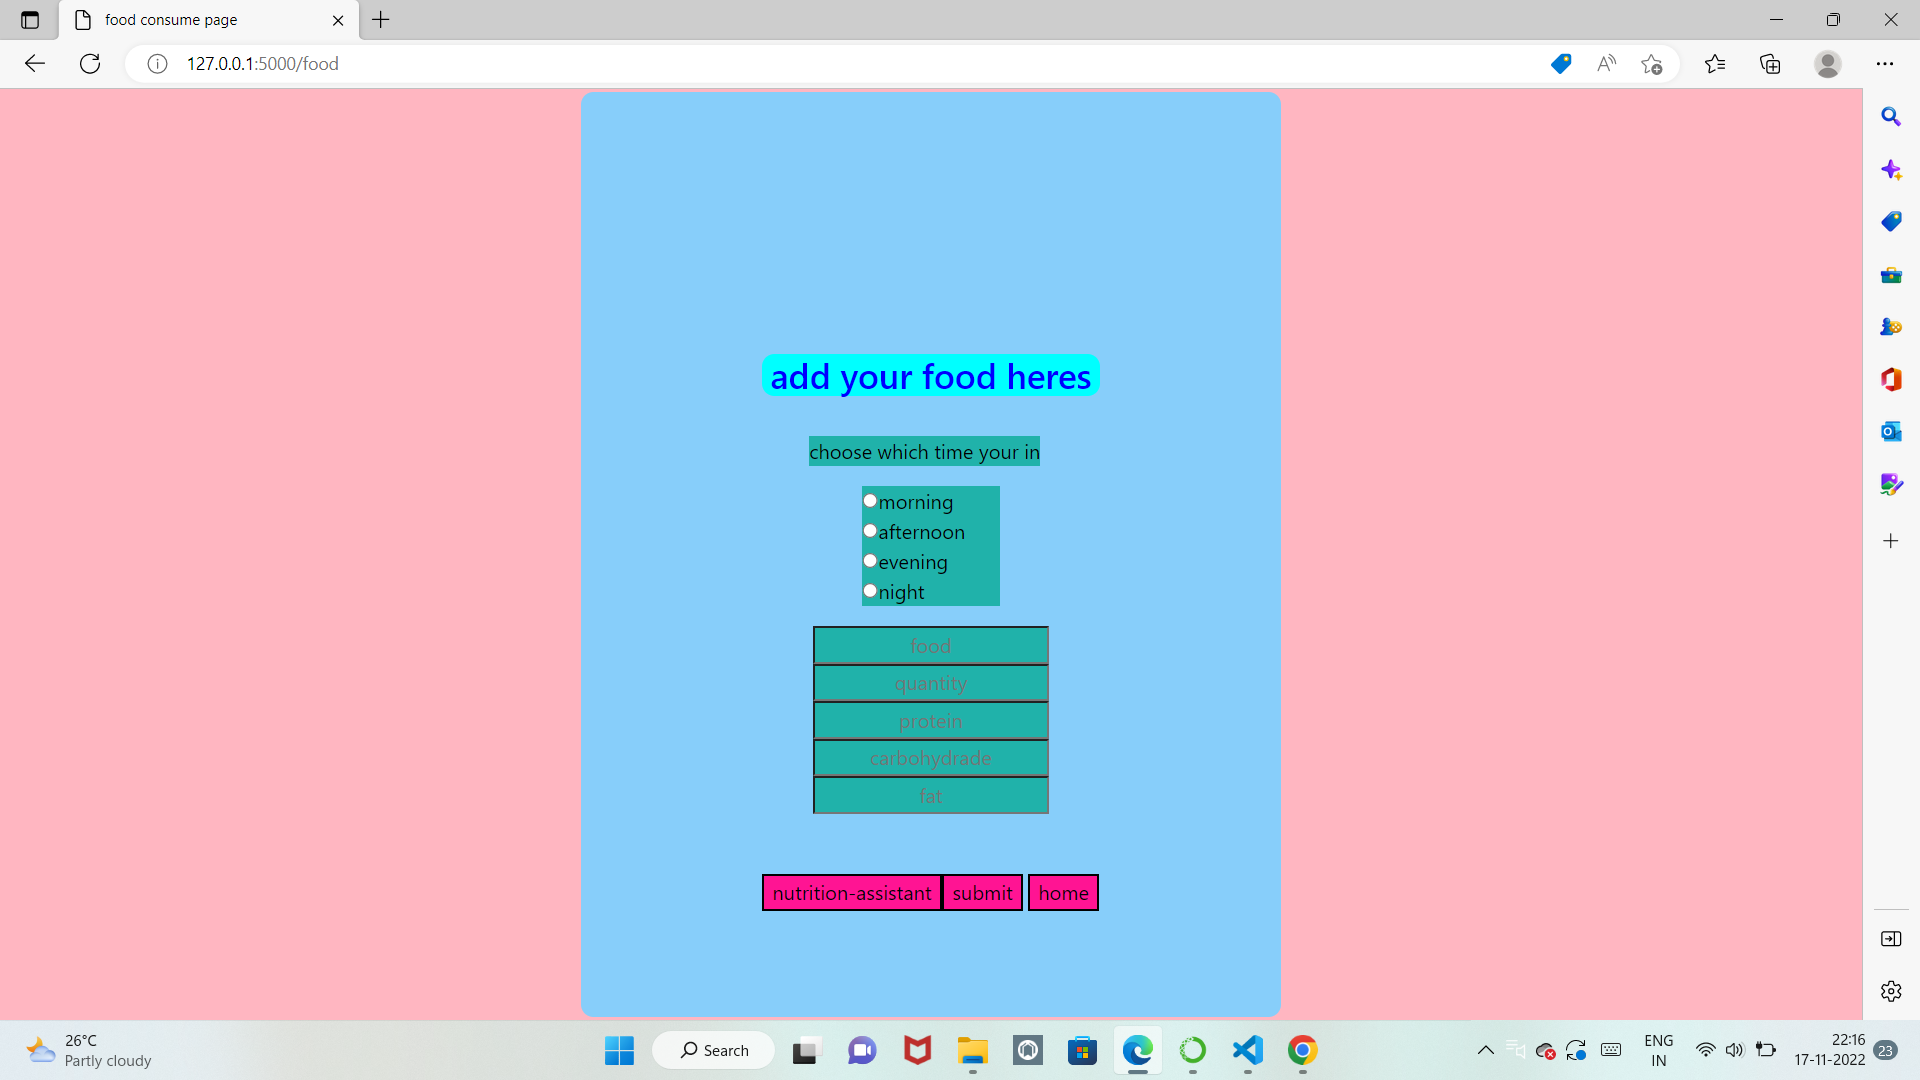 food consume page
127.0.0.1:5000/food
add your food heres
choose which time your in
morning
afternoon
evening
night
food
quantity
protein
carbohydrade
fat
nutrition-assistant submit home
26°C
Partly cloudy
Search
ENG
IN
22:16
17-11-2022
23